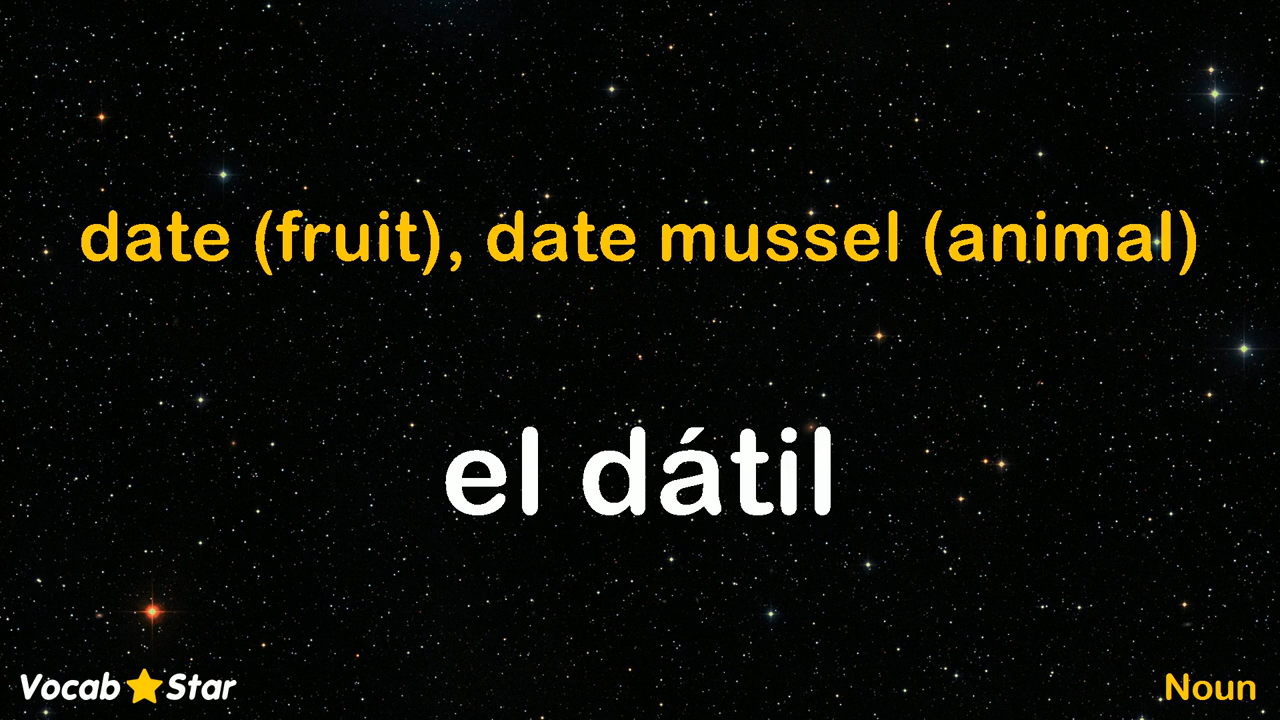 date (fruit), date mussel (animal)
el dátil
Vocab Star
Noun